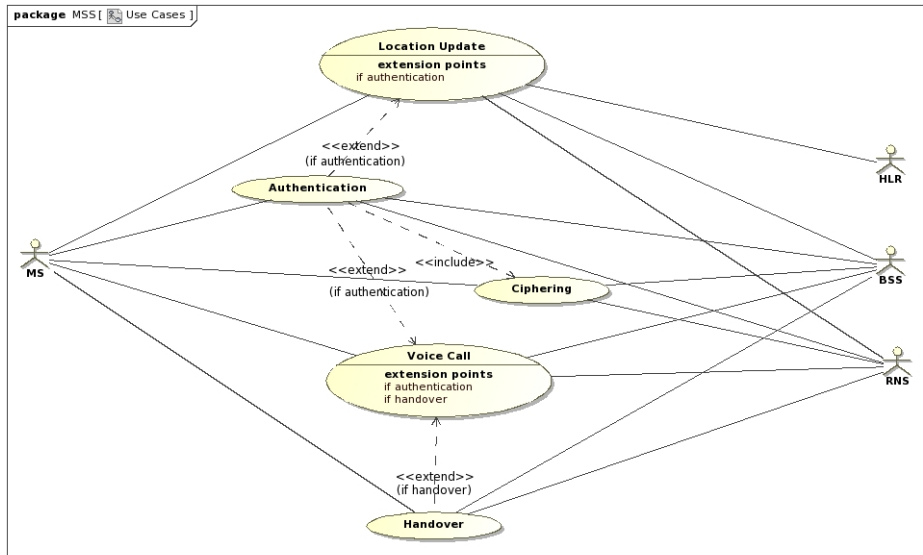 package MSS [ Use Cases ]
Location Update
extension points
if authentication
<<extend>>
(if authentication)
HLR
Authentication
MS
<<extend>>
<<include>>
(if authentication)
Ciphering
BSS
Voice Call
extension points
if authentication
if handover
RNS
<<extend>>
(if handover)
Handover